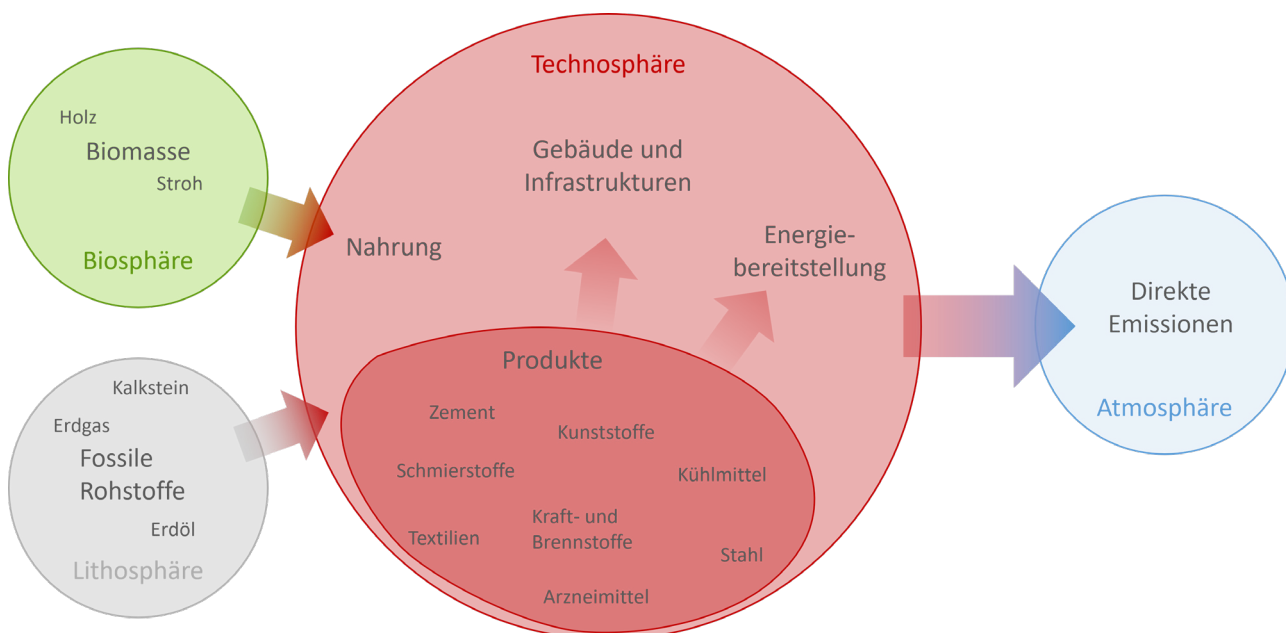 Holz
Biomasse
Stroh
Biosphäre
Kalkstein
Erdgas
Fossile
Rohstoffe
Erdöl
Lithosphäre
Technosphäre
Gebäude und
Infrastrukturen
Nahrung
Energie-
bereitstellung
Produkte
Zement
Kunststoffe
Schmierstoffe
Kühlmittel
Kraft- und
Brennstoffe
Textilien
Stahl
Arzneimittel
Direkte
Emissionen
Atmosphäre